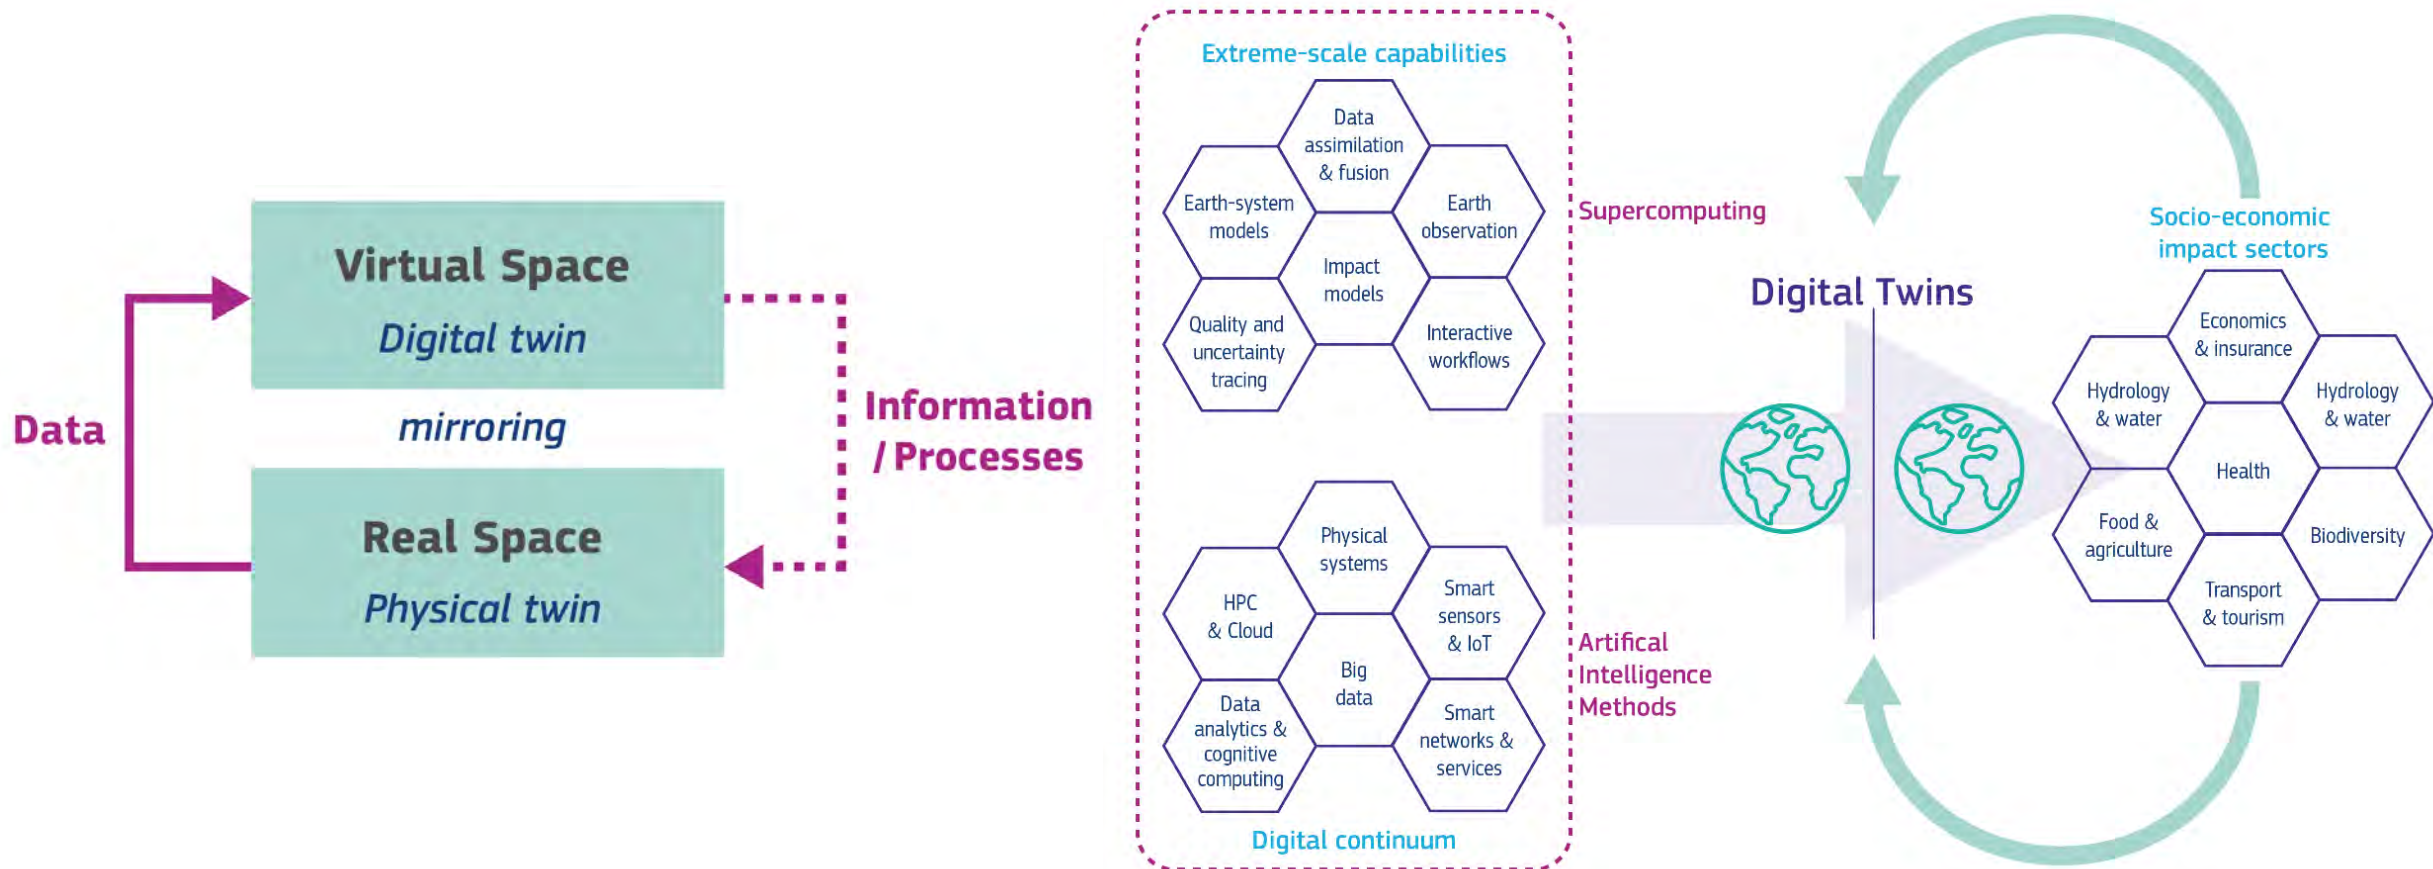 Virtual Space
Digital twin
Data
mirroring
Information
/ Processes
Real Space
Physical twin
Extreme-scale capabilities
Data
assimilation
& fusion
Earth-system
models
Earth
observation
Impact
models
Quality and
uncertainty
tracing
Interactive
workflows
Physical
systems
HPC
& Cloud
Smart
sensors
& IoT
Big
data
Data
analytics &
cognitive
computing
Smart
networks &
services
Digital continuum
Supercomputing
Artifical
Intelligence
Methods
Digital Twins
Socio-economic
impact sectors
Economics
& insurance
Hydrology
& water
Hydrology
& water
Health
Food &
agriculture
Biodiversity
Transport
& tourism